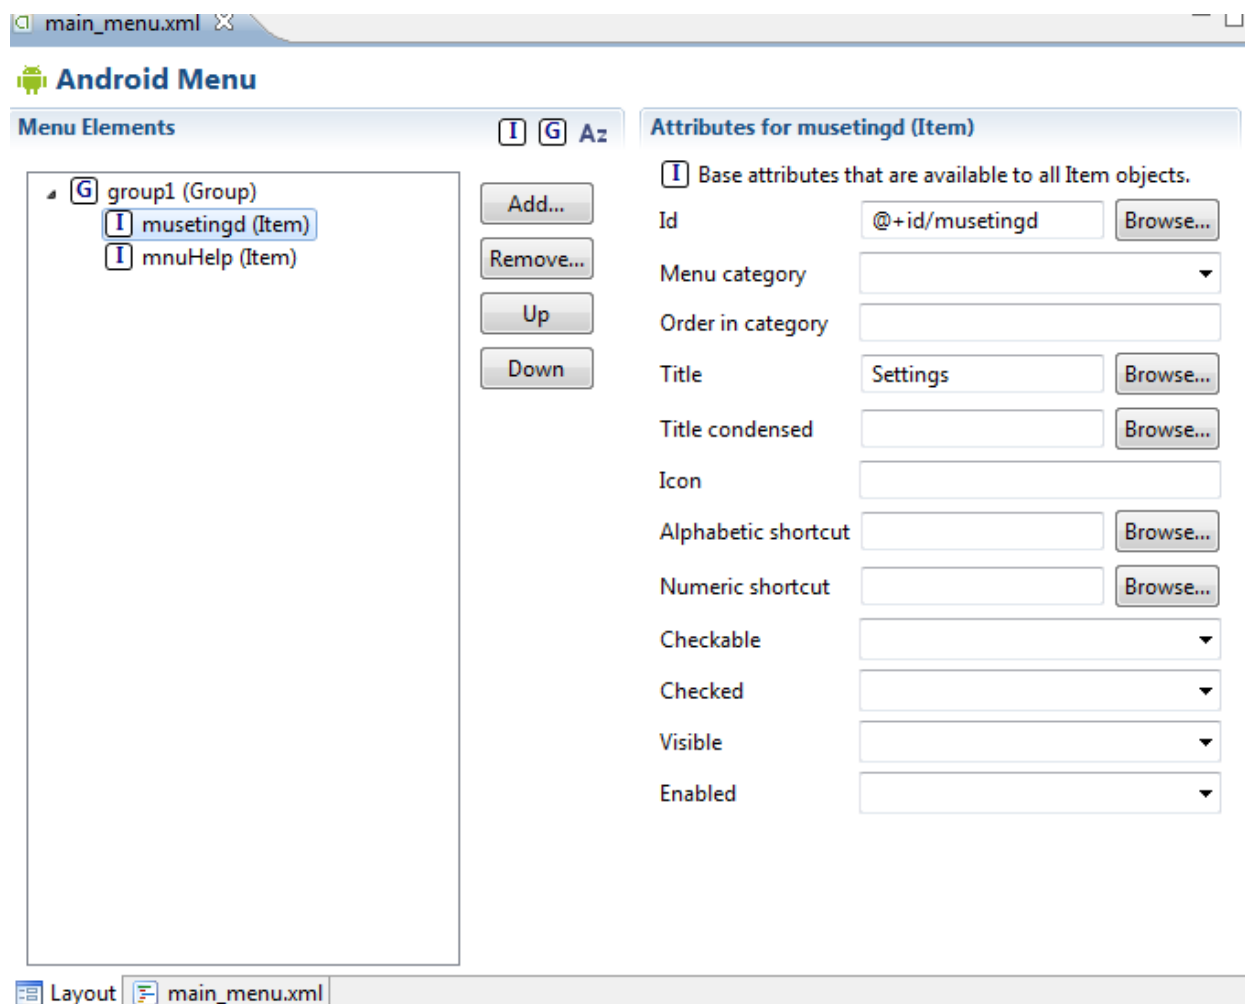 main_menu.xml
Android Menu
Menu Elements
I G Az
G group1 (Group)
I musetingd (Item)
I mnuHelp (Item)
Add...
Remove...
Up
Down
Attributes for musetingd (Item)
I Base attributes that are available to all Item objects.
Id @+id/musetingd Browse...
Menu category
Order in category
Title Settings Browse...
Title condensed Browse...
Icon
Alphabetic shortcut Browse...
Numeric shortcut Browse...
Checkable
Checked
Visible
Enabled
Layout main_menu.xml